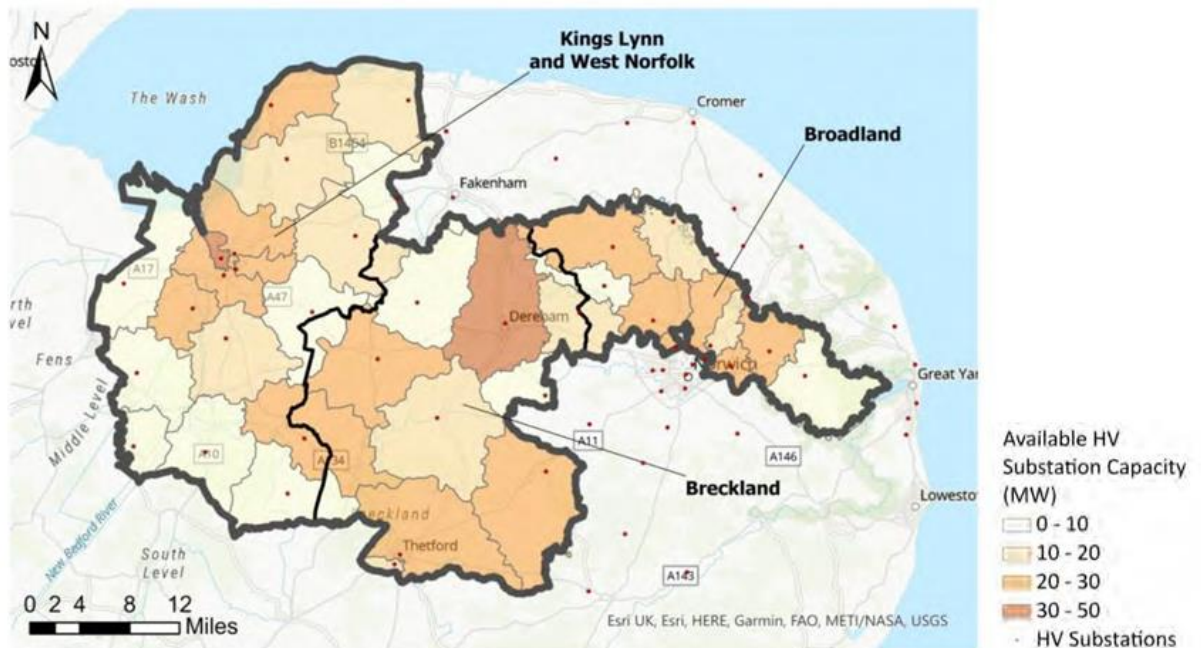 N
Kings Lynn
and West Norfolk
The Wash
Cromer
Broadland
B1454
Fakenham
A17
A47
Dereham
Fens
Norwich
Middle Level
A10
A134
A11
A146
Breckland
Lowesto
New Bedford River
South
Level
Thetford
A143
0 2 4 8 12
Miles
Esri UK, Esri, HERE, Garmin, FAO, METI/NASA, USGS
Great Yar
Available HV
Substation Capacity
(MW)
0 - 10
10 - 20
20 - 30
30 - 50
HV Substations